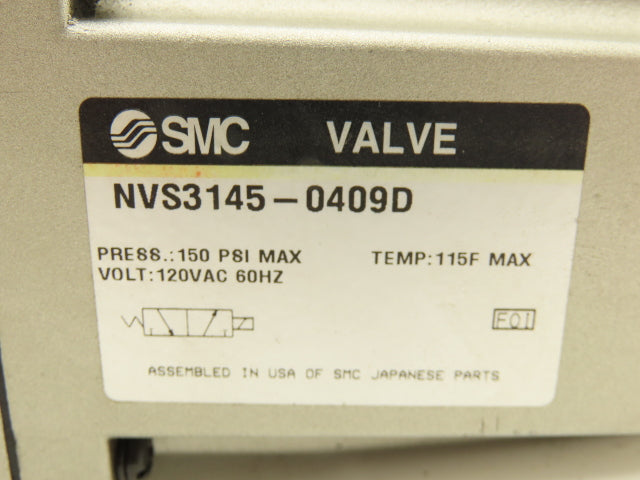 SMC VALVE
NVS3145-0409D
PRESS.:150 PSI MAX TEMP:115F MAX
VOLT:120VAC 60HZ
FQI
ASSEMBLED IN USA OF SMC JAPANESE PARTS